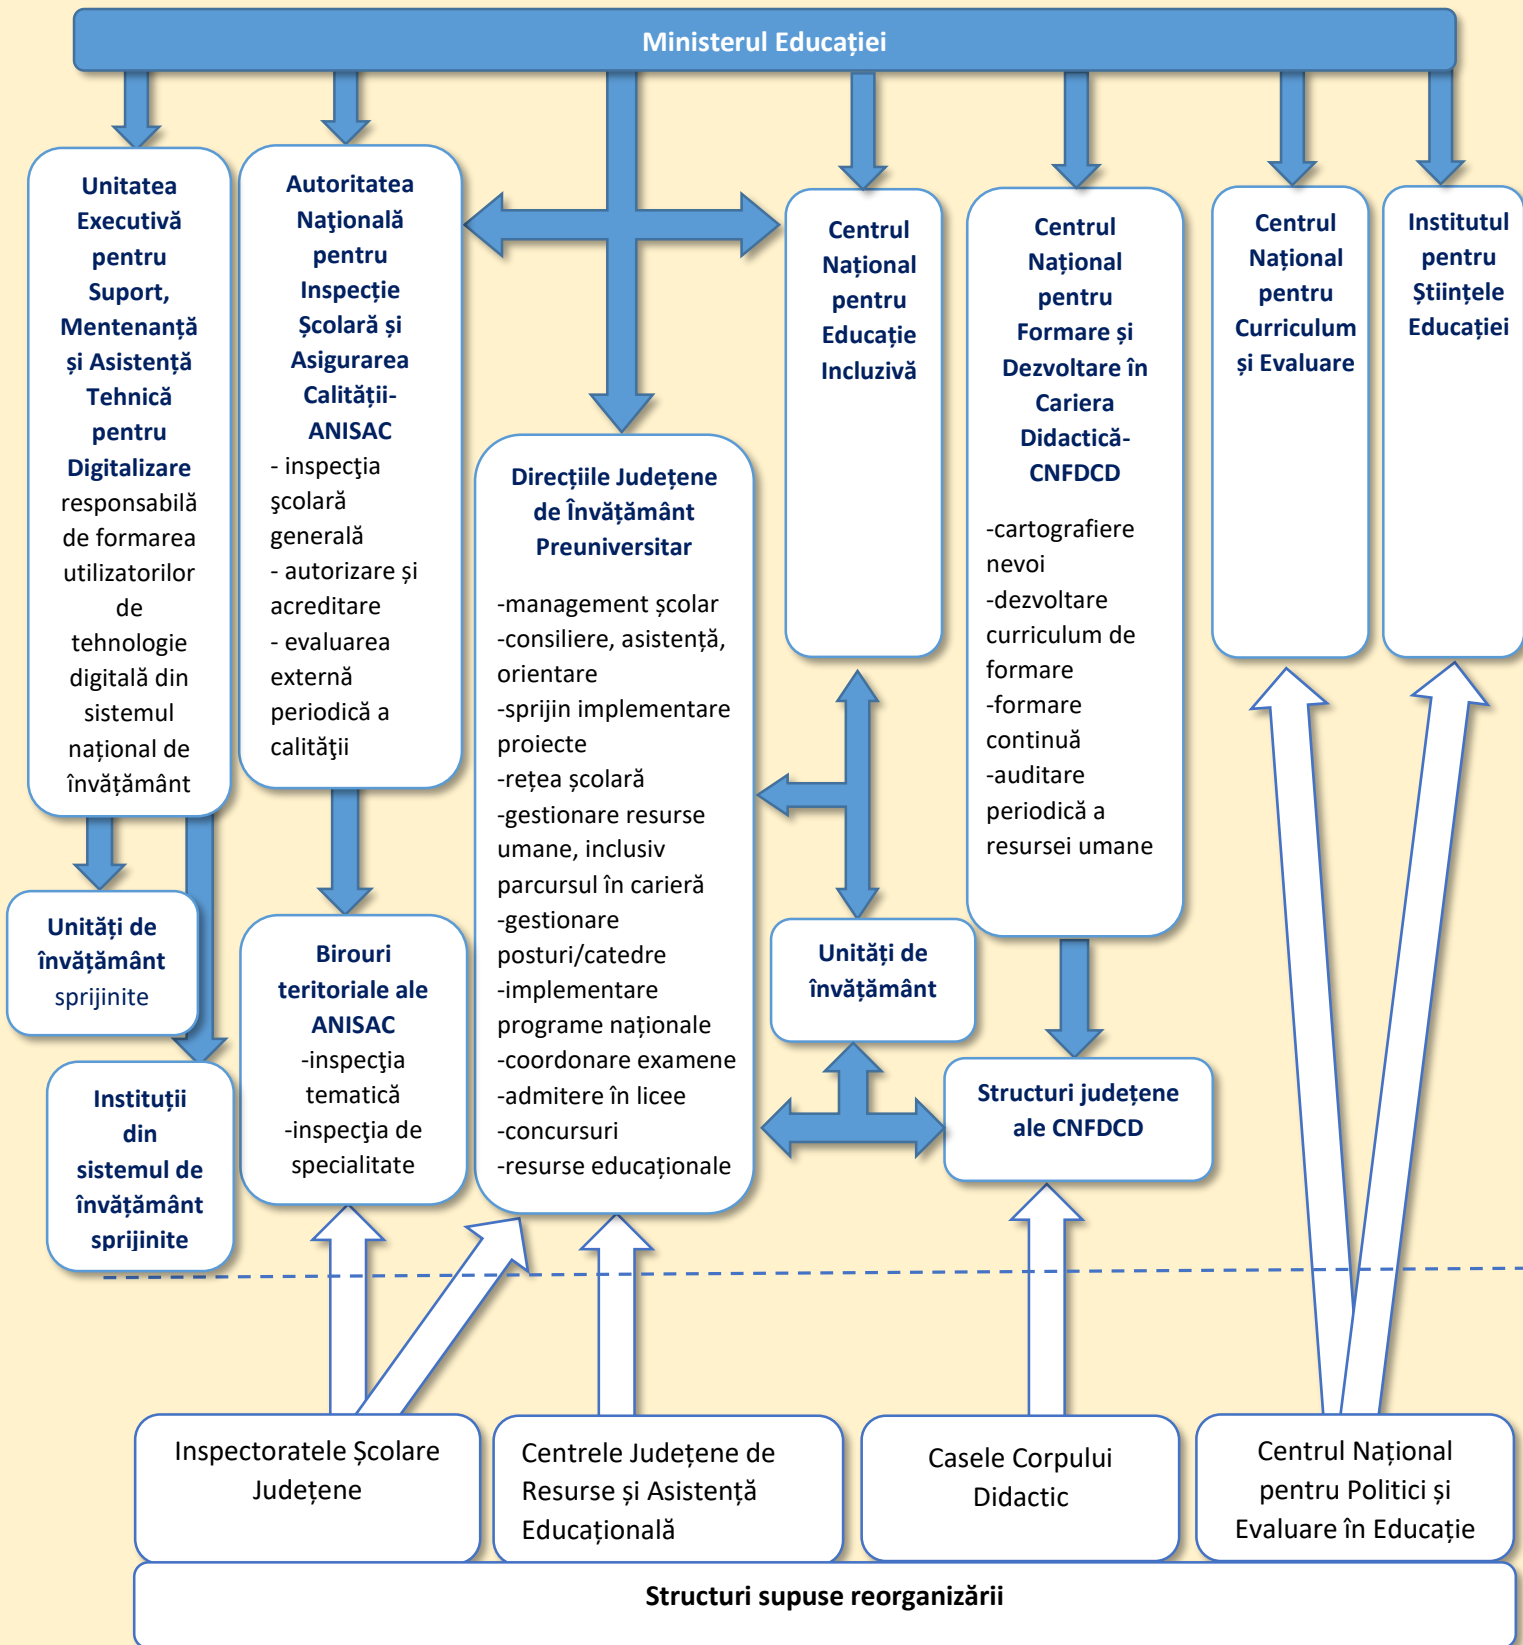 Ministerul Educației
Unitatea
Executivă
pentru
Suport,
Mentenanță
și Asistență
Tehnică
pentru
Digitalizare
responsabilă
de formarea
utilizatorilor
de
tehnologie
digitală din
sistemul
național de
învățământ
Autoritatea
Naţională
pentru
Inspecție
Școlară și
Asigurarea
Calității-
ANISAC
- inspecţia
şcolară
generală
- autorizare și
acreditare
- evaluarea
externă
periodică a
calităţii
Direcțiile Județene
de Învățământ
Preuniversitar
-management școlar
-consiliere, asistență,
orientare
-sprijin implementare
proiecte
-rețea școlară
-gestionare resurse
umane, inclusiv
parcursul în carieră
-gestionare
posturi/catedre
-implementare
programe naționale
-coordonare examene
-admitere în licee
-concursuri
-resurse educaționale
Centrul
Național
pentru
Educație
Incluzivă
Centrul
Național
pentru
Formare și
Dezvoltare în
Cariera
Didactică-
CNFDCD
-cartografiere
nevoi
-dezvoltare
curriculum de
formare
-formare
continuă
-auditare
periodică a
resursei umane
Centrul
Național
pentru
Curriculum
și Evaluare
Institutul
pentru
Științele
Educației
Unități de
învățământ
sprijinite
Instituții
din
sistemul de
învățământ
sprijinite
Birouri
teritoriale ale
ANISAC
-inspecţia
tematică
-inspecţia de
specialitate
Unități de
învățământ
Structuri județene
ale CNFDCD
Inspectoratele Școlare
Județene
Centrele Județene de
Resurse și Asistență
Educațională
Casele Corpului
Didactic
Centrul Național
pentru Politici și
Evaluare în Educație
Structuri supuse reorganizării